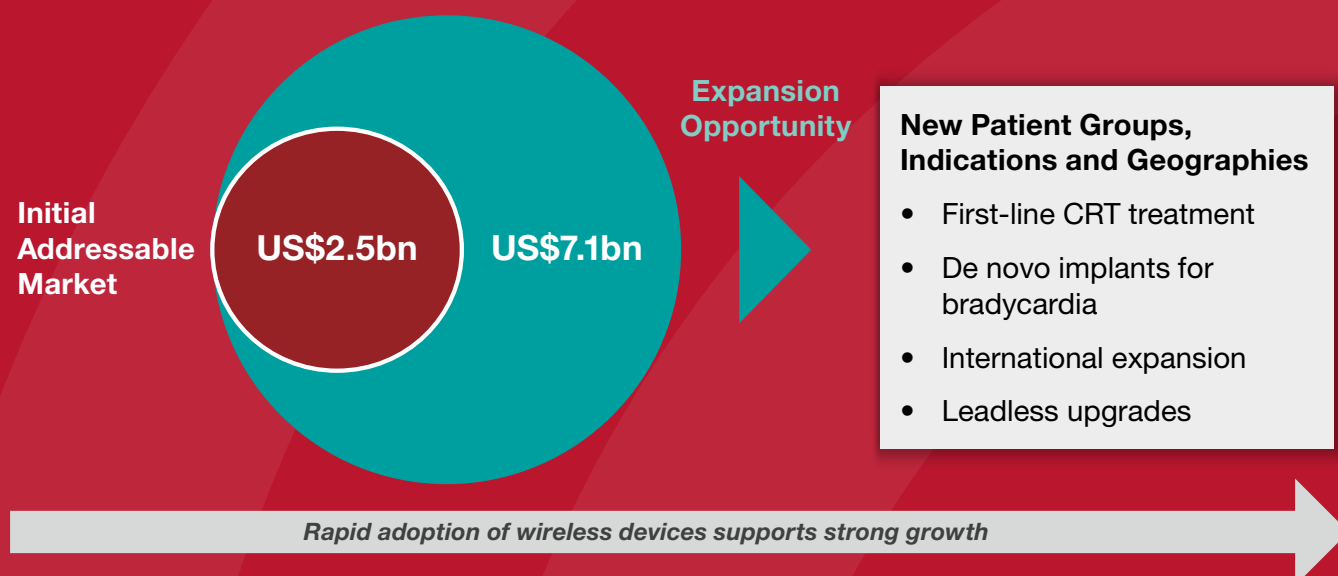 Initial
Addressable
Market
US$2.5bn
US$7.1bn
Expansion
Opportunity
New Patient Groups,
Indications and Geographies
• First-line CRT treatment
• De novo implants for
bradycardia
• International expansion
• Leadless upgrades
Rapid adoption of wireless devices supports strong growth